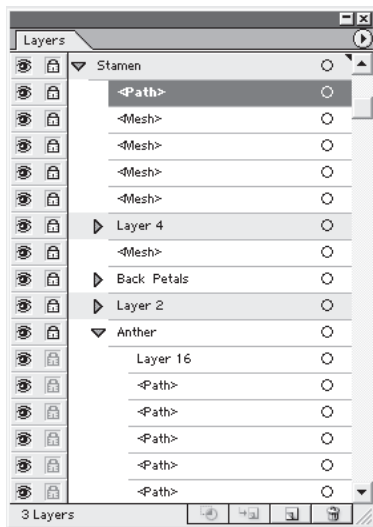 Layers
Stamen
<Path>
<Mesh>
<Mesh>
<Mesh>
<Mesh>
Layer 4
<Mesh>
Back Petals
Layer 2
Anther
Layer 16
<Path>
<Path>
<Path>
<Path>
<Path>
3 Layers